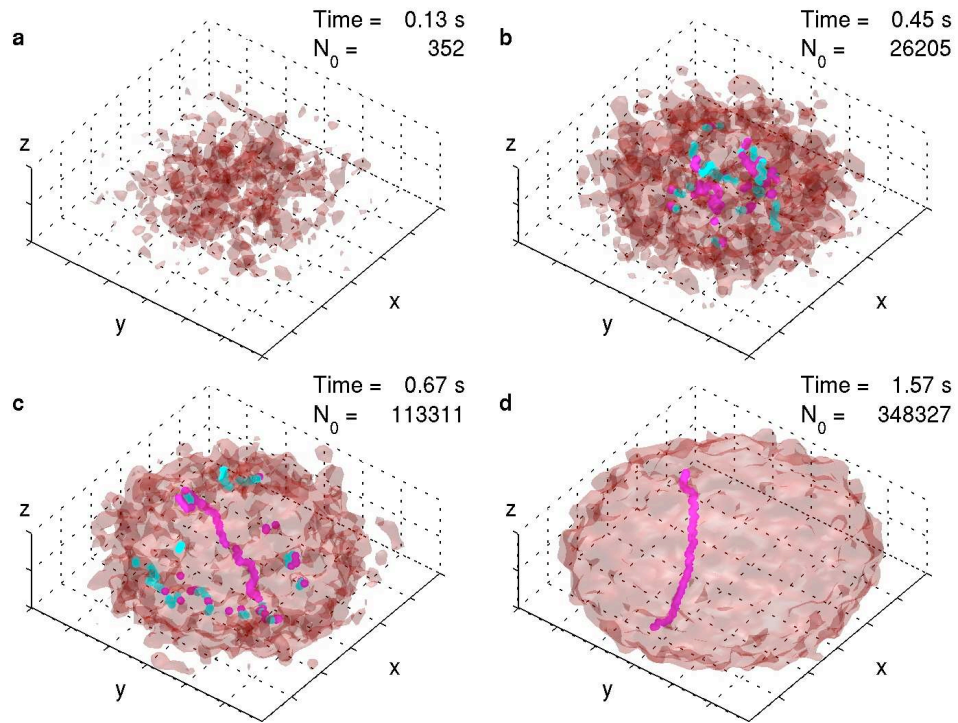 a
Time = 0.13 s
N₀ = 352
z
y
x
b
Time = 0.45 s
N₀ = 26205
z
y
x
c
Time = 0.67 s
N₀ = 113311
z
y
x
d
Time = 1.57 s
N₀ = 348327
z
y
x